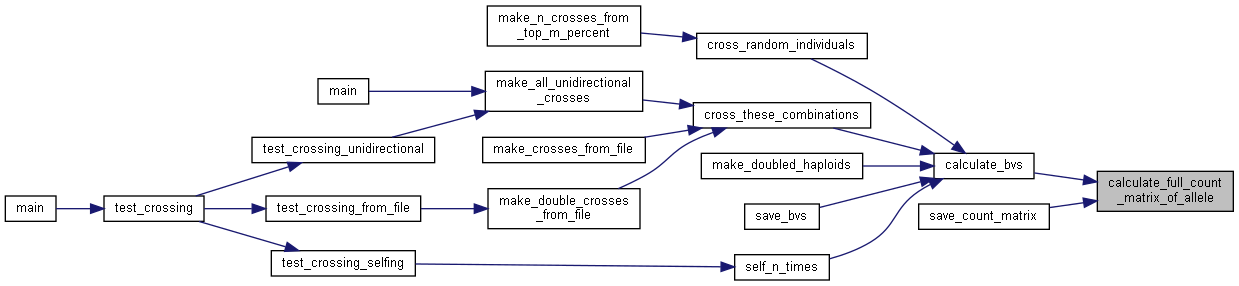 make_n_crosses_from
_top_m_percent
cross_random_individuals
main
make_all_unidirectional
_crosses
cross_these_combinations
test_crossing_unidirectional
make_crosses_from_file
make_doubled_haploids
calculate_bvs
calculate_full_count
_matrix_of_allele
main
test_crossing
test_crossing_from_file
make_double_crosses
_from_file
save_bvs
save_count_matrix
test_crossing_selfing
self_n_times